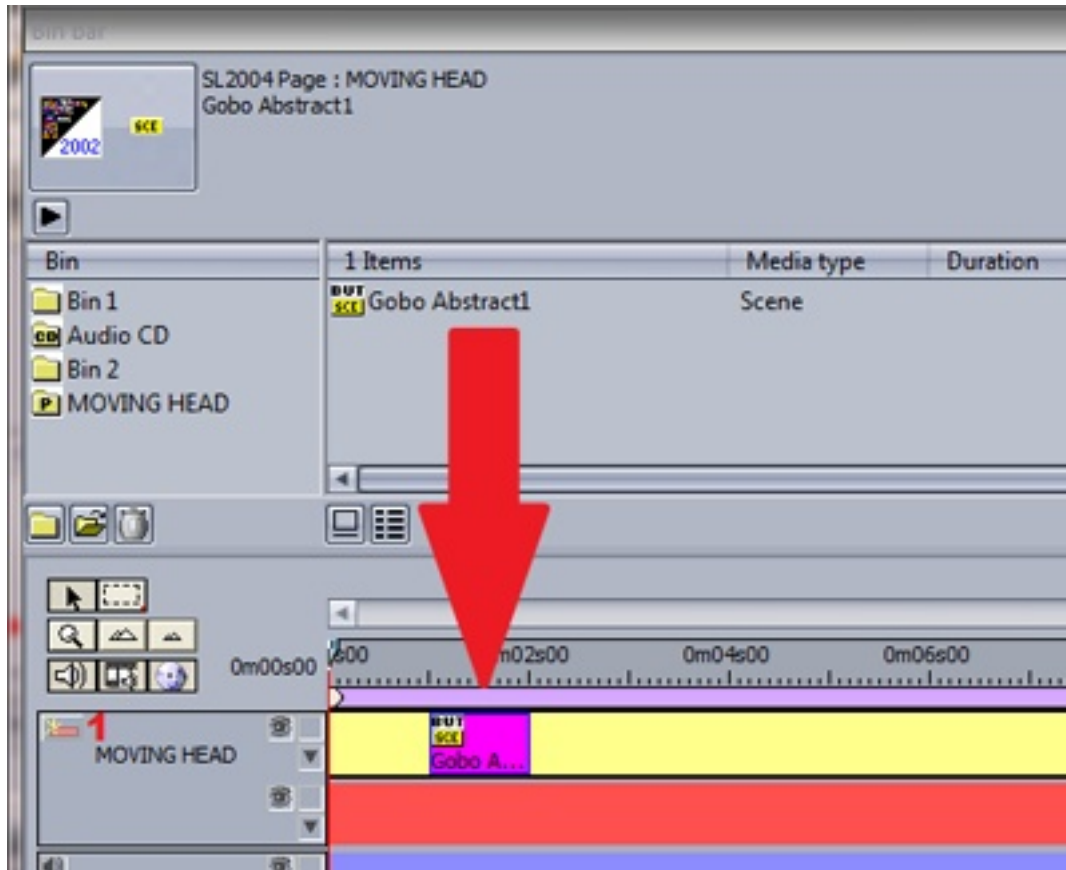 Bin bar
SL2004 Page : MOVING HEAD
Gobo Abstract1
SCE
2002
Bin
1 Items
Media type
Duration
Bin 1
BUT
SCE
Gobo Abstract1
Scene
CD
Audio CD
Bin 2
P
MOVING HEAD
0m00s00
s00
m02s00
0m04s00
0m06s00
1
BUT
SCE
MOVING HEAD
Gobo A...